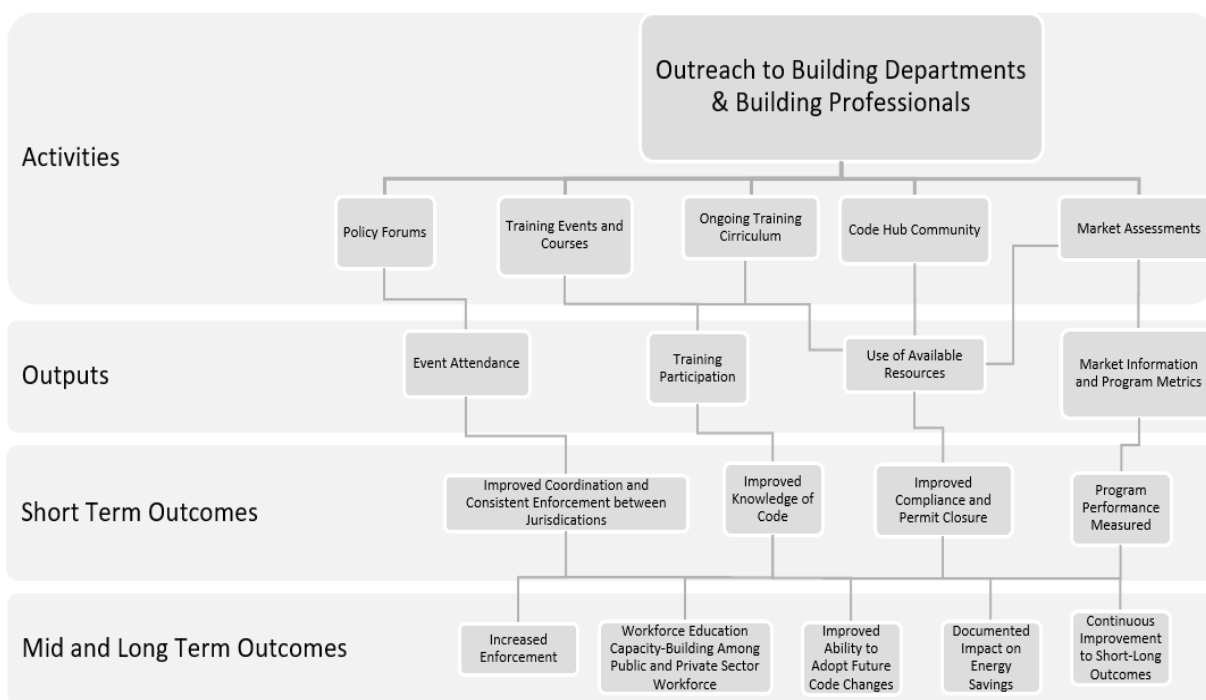 Outreach to Building Departments
& Building Professionals
Activities
Policy Forums
Training Events and
Courses
Ongoing Training
Cirriculum
Code Hub Community
Market Assessments
Outputs
Event Attendance
Training
Participation
Use of Available
Resources
Market Information
and Program Metrics
Short Term Outcomes
Improved Coordination and
Consistent Enforcement between
Jurisdications
Improved
Knowledge of
Code
Improved
Compliance and
Permit Closure
Program
Performance
Measured
Mid and Long Term Outcomes
Increased
Enforcement
Workforce Education
Capacity-Building Among
Public and Private Sector
Workforce
Improved
Ability to
Adopt Future
Code Changes
Documented
Impact on
Energy
Savings
Continuous
Improvement
to Short-Long
Outcomes